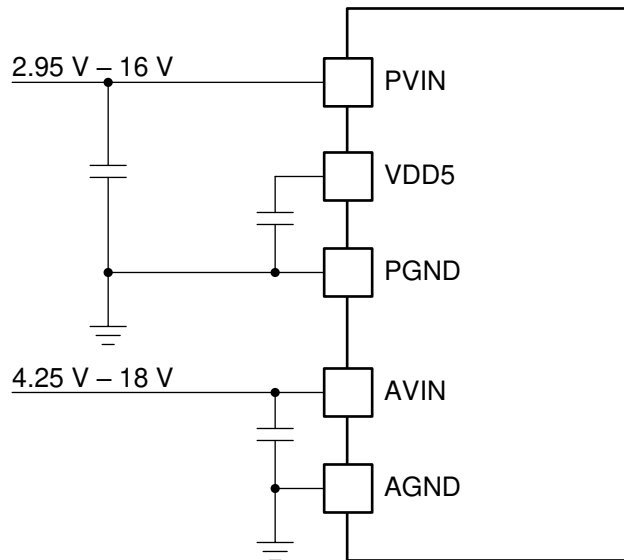 2.95 V – 16 V
PVIN
VDD5
PGND
4.25 V – 18 V
AVIN
AGND